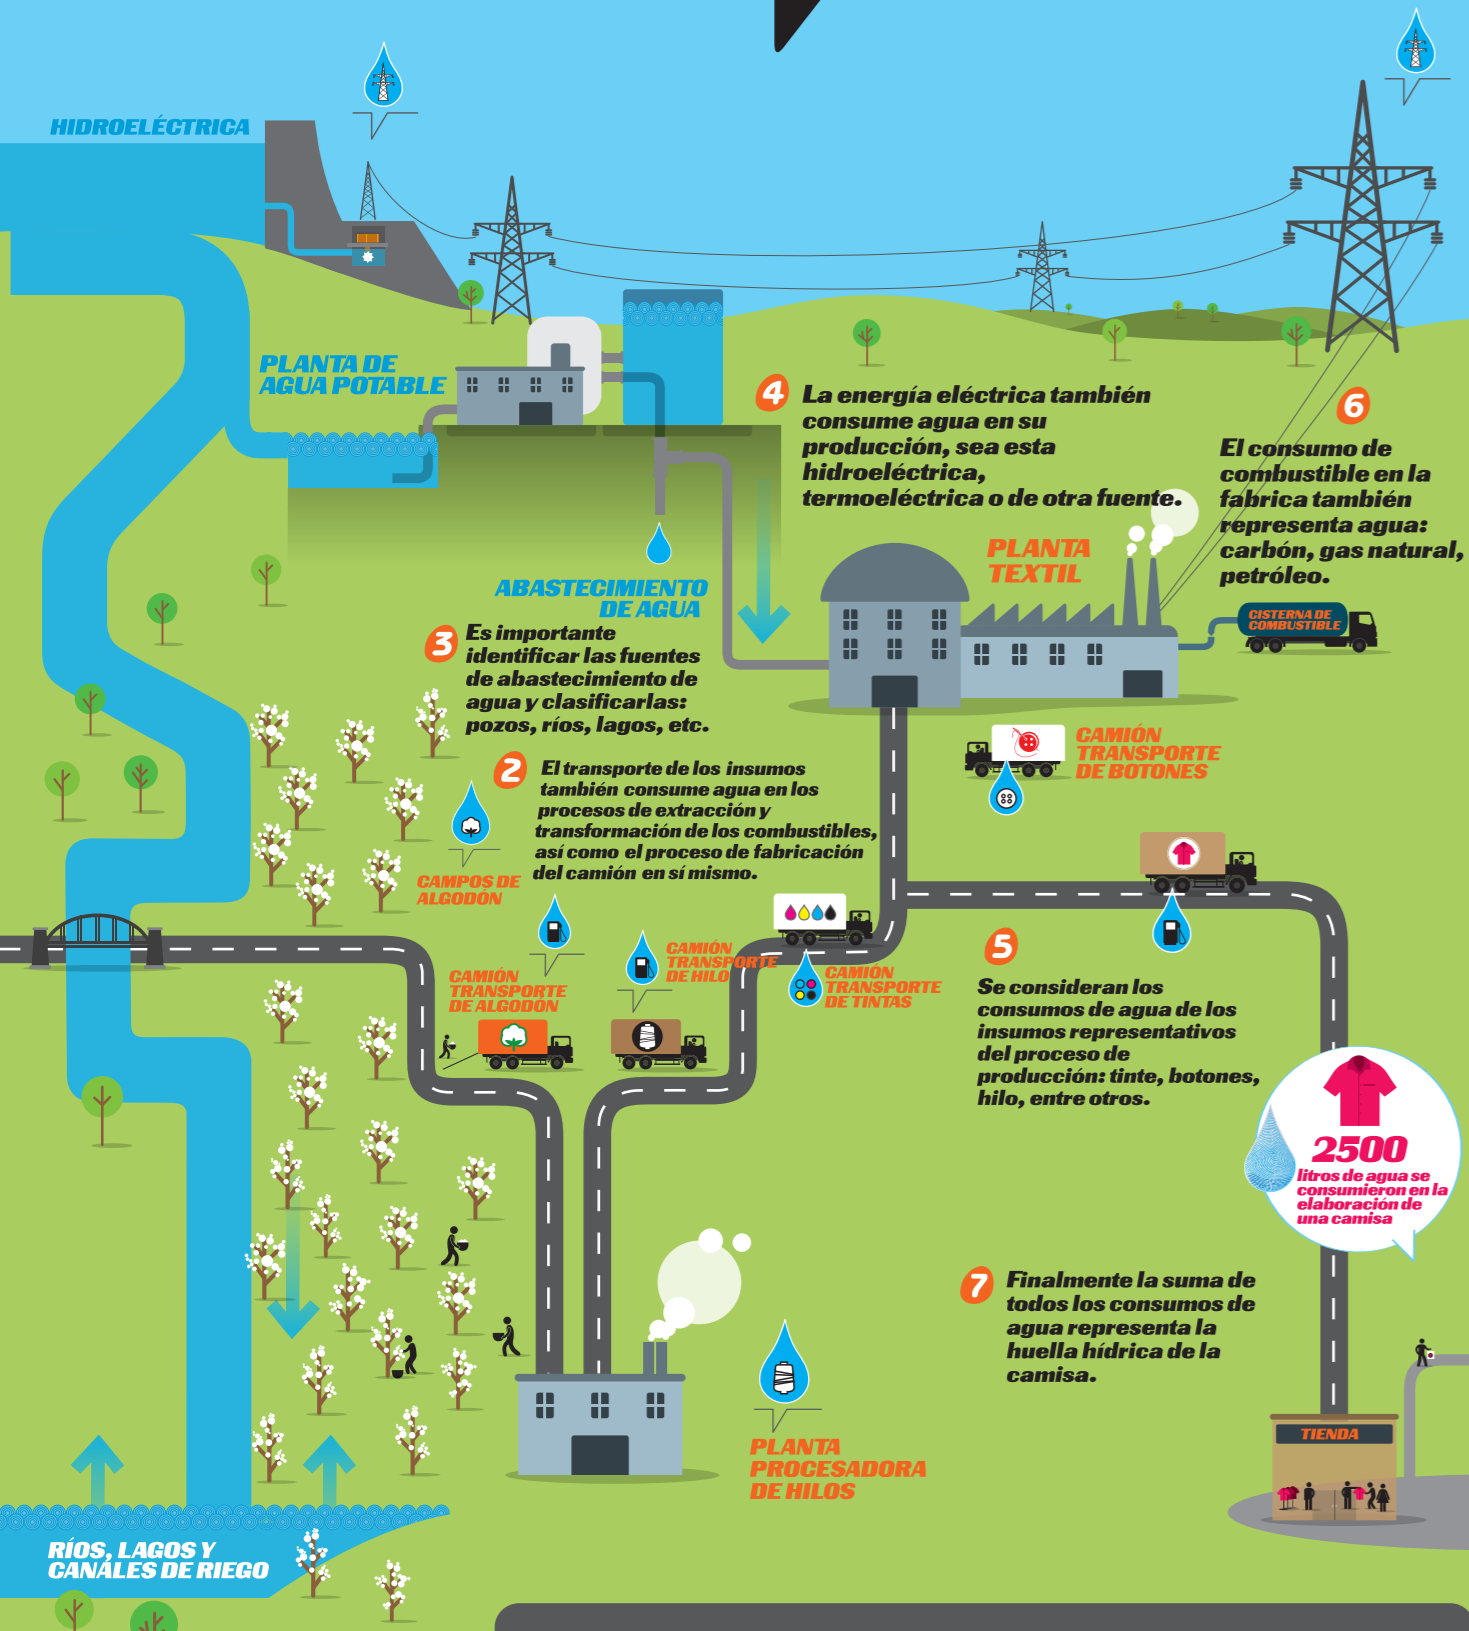 HIDROELÉCTRICA
PLANTA DE
AGUA POTABLE
4
La energía eléctrica también
consume agua en su
producción, sea esta
hidroeléctrica,
termoeléctrica o de otra fuente.
6
El consumo de
combustible en la
fabrica también
representa agua:
carbón, gas natural,
petróleo.
PLANTA
TEXTIL
CISTERNA DE
COMBUSTIBLE
ABASTECIMIENTO
DE AGUA
3
Es importante
identificar las fuentes
de abastecimiento de
agua y clasificarlas:
pozos, ríos, lagos, etc.
CAMIÓN
TRANSPORTE
DE BOTONES
2
El transporte de los insumos
también consume agua en los
procesos de extracción y
transformación de los combustibles,
así como el proceso de fabricación
del camión en sí mismo.
CAMPOS DE
ALGODÓN
CAMIÓN
TRANSPORTE
DE HILO
CAMIÓN
TRANSPORTE
DE ALGODÓN
CAMIÓN
TRANSPORTE
DE TINTAS
5
Se consideran los
consumos de agua de los
insumos representativos
del proceso de
producción: tinte, botones,
hilo, entre otros.
2500
litros de agua se
consumieron en la
elaboración de
una camisa
7
Finalmente la suma de
todos los consumos de
agua representa la
huella hídrica de la
camisa.
TIENDA
PLANTA
PROCESADORA
DE HILOS
RÍOS, LAGOS Y
CANALES DE RIEGO